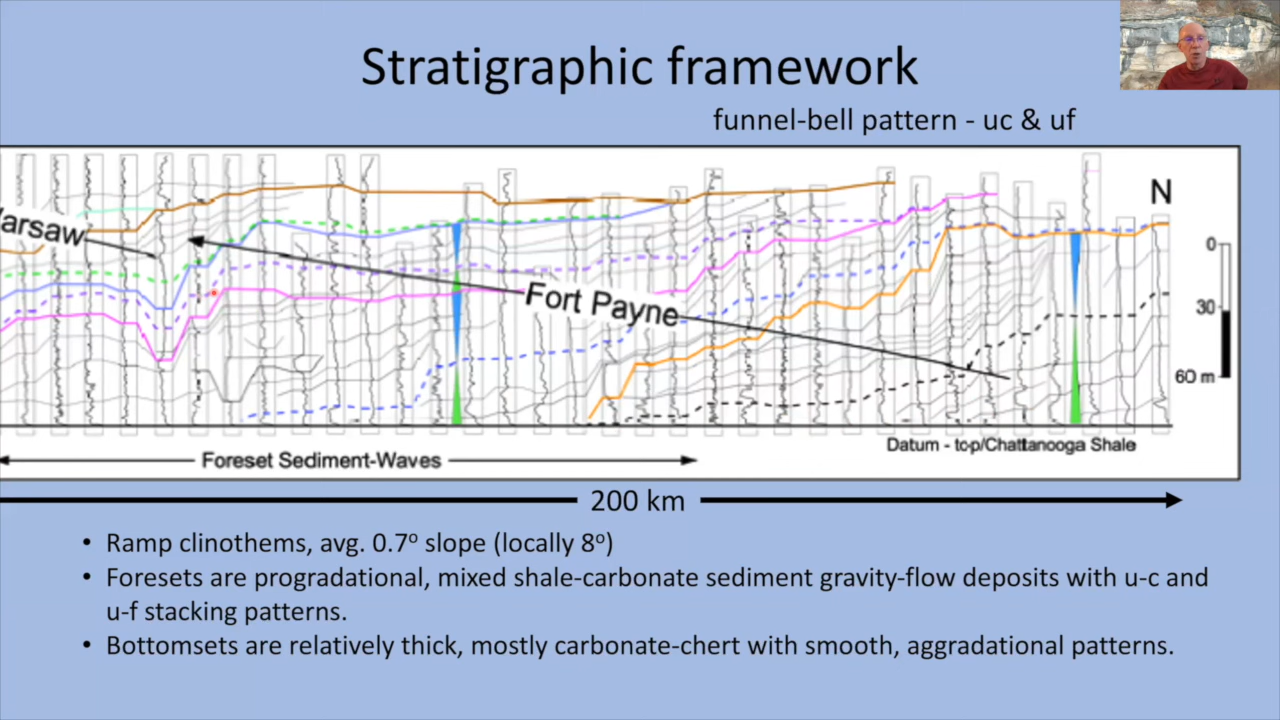 Stratigraphic framework
funnel-bell pattern - uc & uf
N
arsaw
Fort Payne
0
30
60 m
Datum - top/Chattanooga Shale
Foreset Sediment-Waves
200 km
• Ramp clinothems, avg. 0.7º slope (locally 8º)
• Foresets are progradational, mixed shale-carbonate sediment gravity-flow deposits with u-c and
u-f stacking patterns.
• Bottomsets are relatively thick, mostly carbonate-chert with smooth, aggradational patterns.